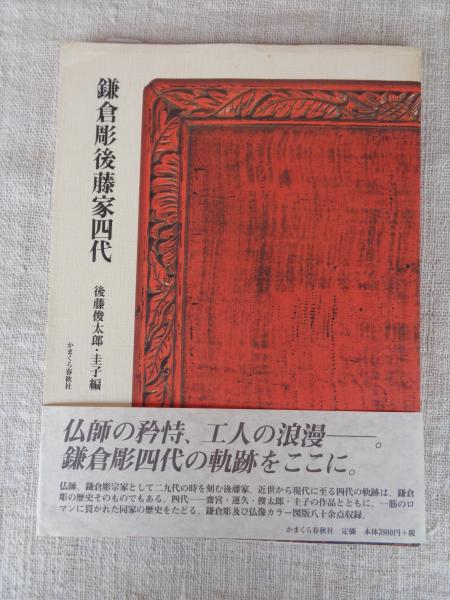 鎌倉彫後藤家四代
後藤俊太郎・圭子編
かまくら春秋社
仏師の矜恃、工人の浪漫──。
鎌倉彫四代の軌跡をここに。
仏師、鎌倉彫宗家として二九代の時を刻む後藤家。近世から現代に至る四代の軌跡は、鎌倉
彫の歴史そのものでもある。四代──齋宮・運久・俊太郎・圭子の作品とともに、一筋のロ
マンに貫かれた同家の歴史をたどる。鎌倉彫及び仏像カラー図版八十余点収録。
かまくら春秋社 定価 本体3800円+税